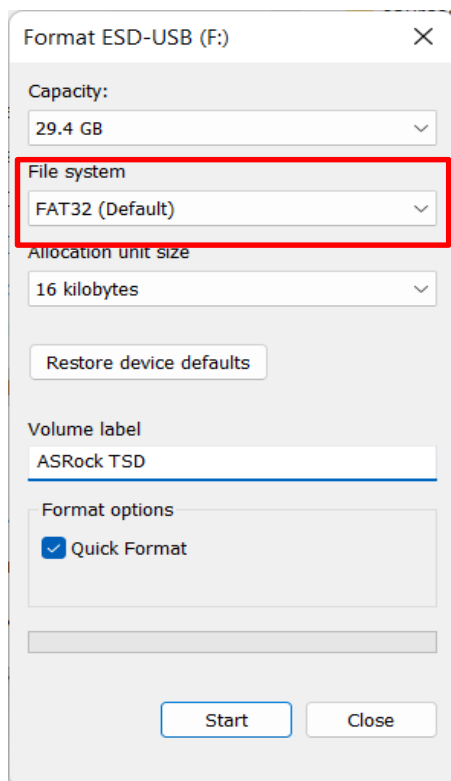 Format ESD-USB (F:)
Capacity:
29.4 GB
File system
FAT32 (Default)
Allocation unit size
16 kilobytes
Restore device defaults
Volume label
ASRock TSD
Format options
Quick Format
Start
Close